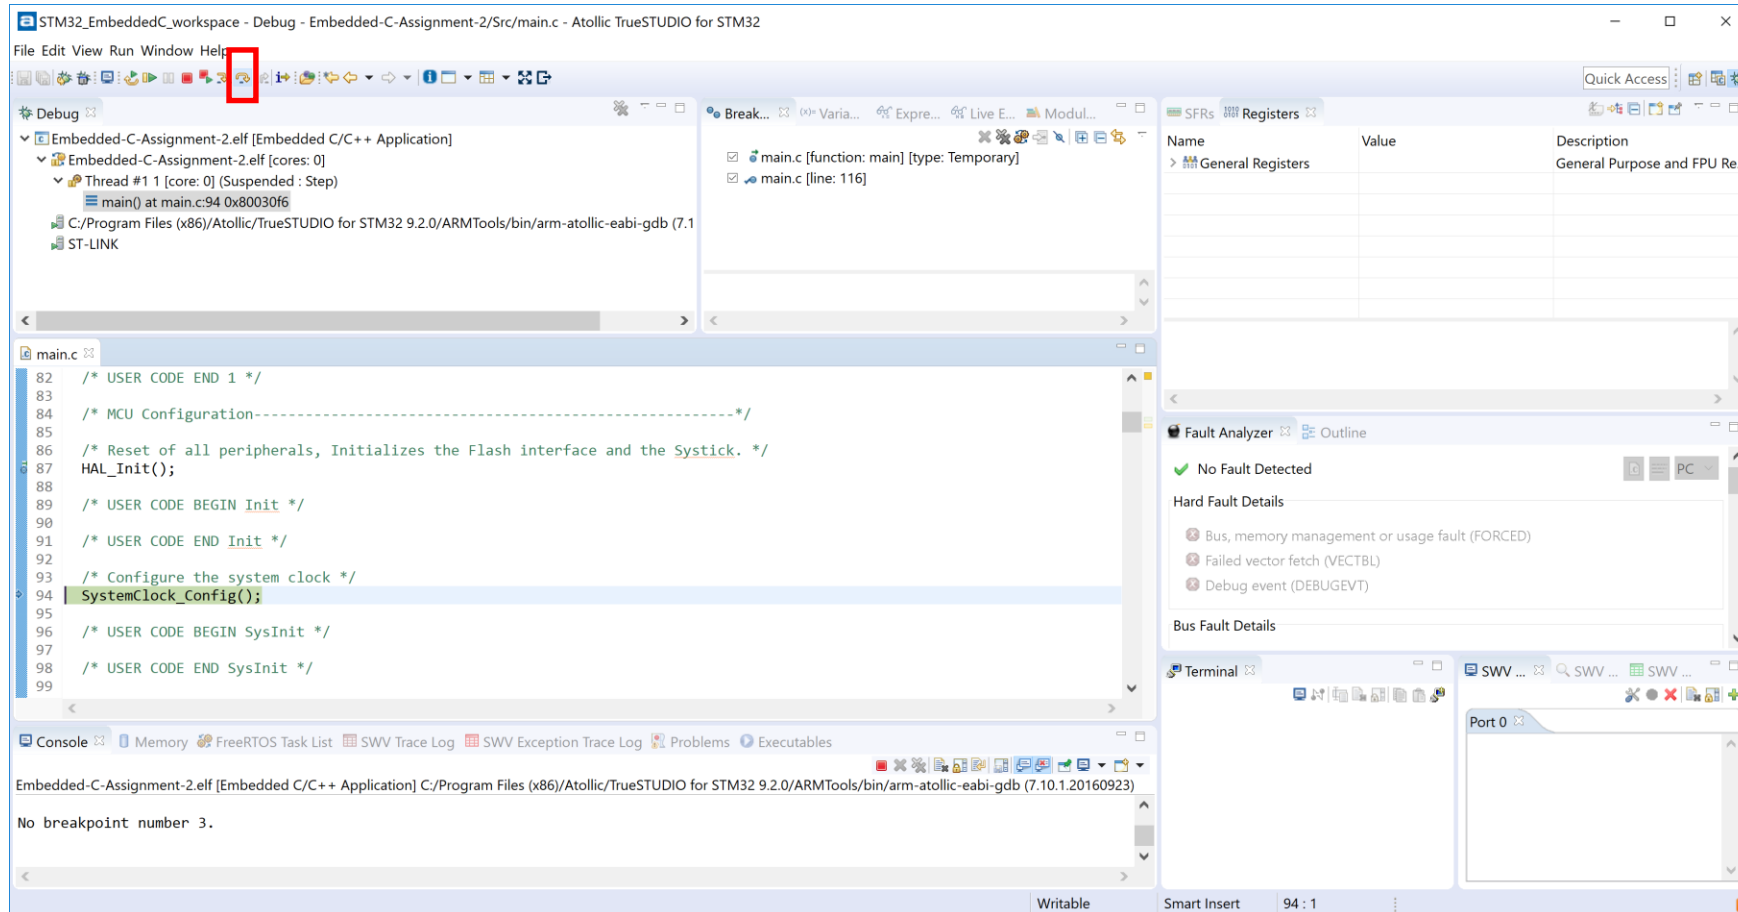 STM32_EmbeddedC_workspace - Debug - Embedded-C-Assignment-2/Src/main.c - Atollic TrueSTUDIO for STM32
File Edit View Run Window Help
Quick Access
Debug
Embedded-C-Assignment-2.elf [Embedded C/C++ Application]
Embedded-C-Assignment-2.elf [cores: 0]
Thread #1 1 [core: 0] (Suspended : Step)
main() at main.c:94 0x80030f6
C:/Program Files (x86)/Atollic/TrueSTUDIO for STM32 9.2.0/ARMTools/bin/arm-atollic-eabi-gdb (7.1
ST-LINK
Break... (x)= Varia... Expre... Live E... Modul...
main.c [function: main] [type: Temporary]
main.c [line: 116]
SFRs Registers
Name Value Description
General Registers General Purpose and FPU Re
main.c
82 /* USER CODE END 1 */
83
84 /* MCU Configuration--------------------------------------------------------*/
85
86 /* Reset of all peripherals, Initializes the Flash interface and the Systick. */
87 HAL_Init();
88
89 /* USER CODE BEGIN Init */
90
91 /* USER CODE END Init */
92
93 /* Configure the system clock */
94 SystemClock_Config();
95
96 /* USER CODE BEGIN SysInit */
97
98 /* USER CODE END SysInit */
99
Fault Analyzer Outline
No Fault Detected PC
Hard Fault Details
Bus, memory management or usage fault (FORCED)
Failed vector fetch (VECTBL)
Debug event (DEBUGEVT)
Bus Fault Details
Terminal
SWV ... SWV ... SWV ...
Port 0
Console Memory FreeRTOS Task List SWV Trace Log SWV Exception Trace Log Problems Executables
Embedded-C-Assignment-2.elf [Embedded C/C++ Application] C:/Program Files (x86)/Atollic/TrueSTUDIO for STM32 9.2.0/ARMTools/bin/arm-atollic-eabi-gdb (7.10.1.20160923)
No breakpoint number 3.
Writable Smart Insert 94 : 1